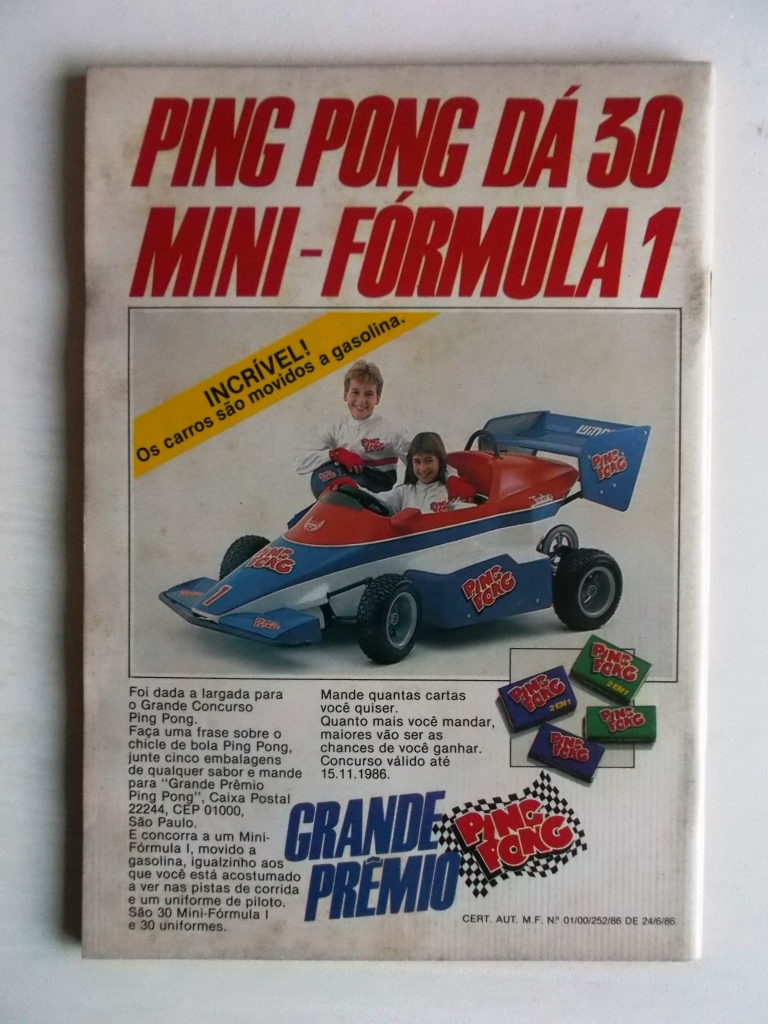 PING PONG DÁ 30
MINI-FÓRMULA 1
INCRÍVEL!
Os carros são movidos a gasolina.
PING
PONG
PING
PONG
PING
PONG
1
PING
PONG
PING
PONG
2 EM 1
PING
PONG
2 EM 1
PING
PONG
PING
PONG
Foi dada a largada para
o Grande Concurso
Ping Pong.
Faça uma frase sobre o
chicle de bola Ping Pong,
junte cinco embalagens
de qualquer sabor e mande
para "Grande Prêmio
Ping Pong", Caixa Postal
22244, CEP 01000,
São Paulo.
E concorra a um Mini-
Fórmula I, movido a
gasolina, igualzinho aos
que você está acostumado
a ver nas pistas de corrida
e um uniforme de piloto.
São 30 Mini-Fórmula I
e 30 uniformes.
Mande quantas cartas
você quiser.
Quanto mais você mandar,
maiores vão ser as
chances de você ganhar.
Concurso válido até
15.11.1986.
GRANDE
PRÊMIO
PING
PONG
CERT. AUT. M.F. Nº 01/00/252/86 DE 24/6/86